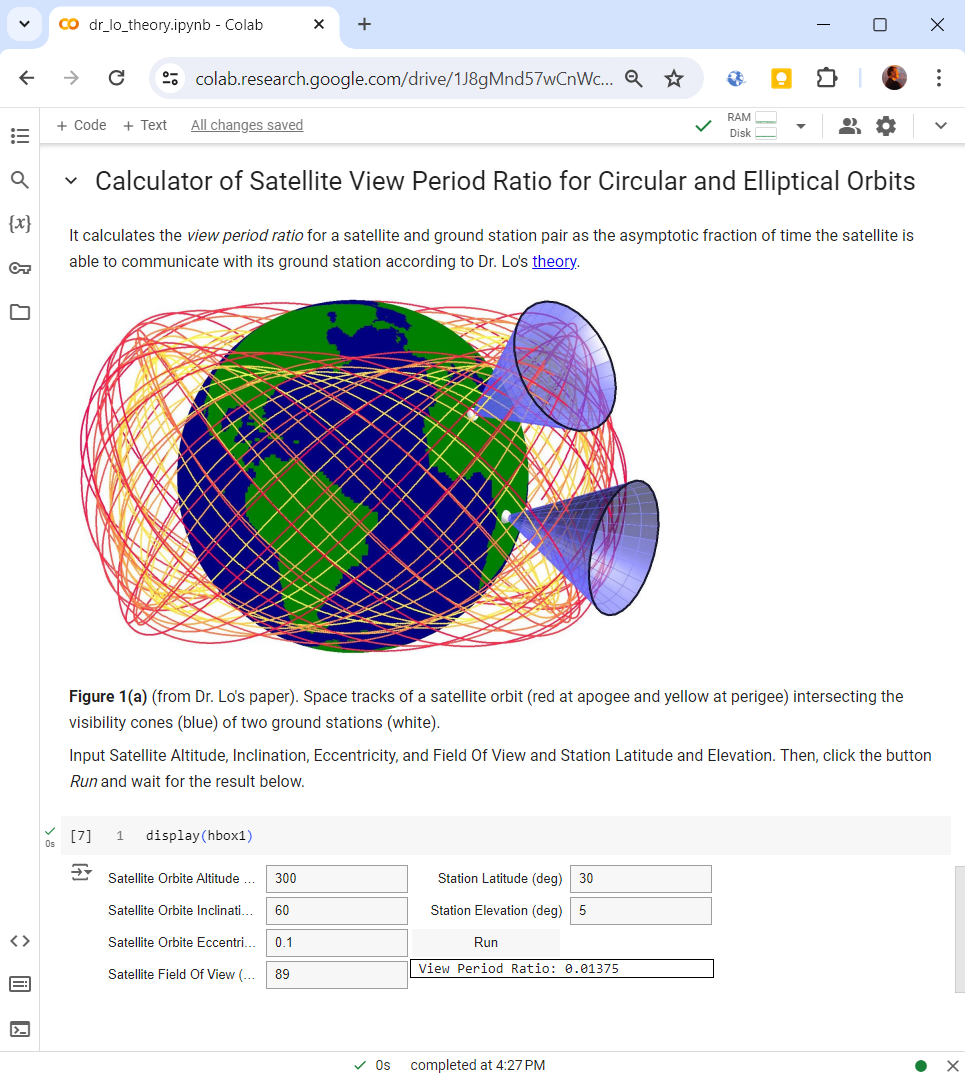 dr_lo_theory.ipynb - Colab
colab.research.google.com/drive/1J8gMnd57wCnWc...
+ Code + Text All changes saved
RAM
Disk
Calculator of Satellite View Period Ratio for Circular and Elliptical Orbits
It calculates the view period ratio for a satellite and ground station pair as the asymptotic fraction of time the satellite is
able to communicate with its ground station according to Dr. Lo's theory.
Figure 1(a) (from Dr. Lo's paper). Space tracks of a satellite orbit (red at apogee and yellow at perigee) intersecting the
visibility cones (blue) of two ground stations (white).
Input Satellite Altitude, Inclination, Eccentricity, and Field Of View and Station Latitude and Elevation. Then, click the button
Run and wait for the result below.
[7] 1 display(hbox1)
0s
Satellite Orbite Altitude ... 300 Station Latitude (deg) 30
Satellite Orbite Inclinati... 60 Station Elevation (deg) 5
Satellite Orbite Eccentri... 0.1 Run
Satellite Field Of View (... 89 View Period Ratio: 0.01375
0s completed at 4:27 PM